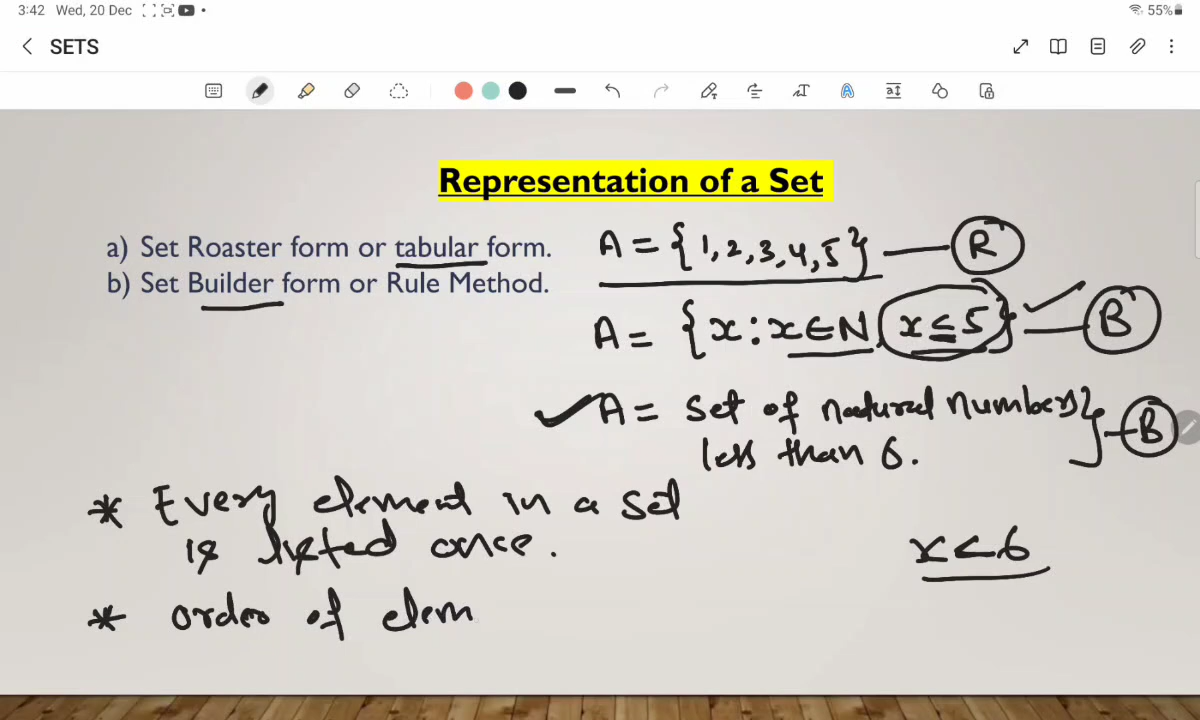 3:42 Wed, 20 Dec
55%
SETS
Representation of a Set
a) Set Roaster form or tabular form.
b) Set Builder form or Rule Method.
A = {1,2,3,4,5} — R
A = {x : x ∈ N, x ≤ 5} — B
A = set of natural numbers
less than 6. } — B
* Every element in a set
is listed once.
x < 6
* order of elem